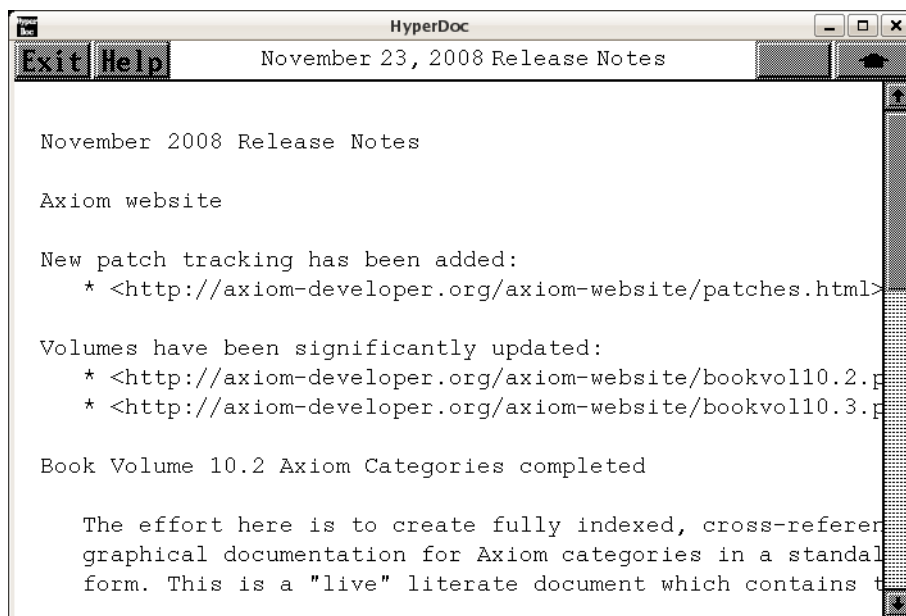 Hyper Doc
HyperDoc
Exit Help November 23, 2008 Release Notes
November 2008 Release Notes
Axiom website
New patch tracking has been added:
* <http://axiom-developer.org/axiom-website/patches.html>
Volumes have been significantly updated:
* <http://axiom-developer.org/axiom-website/bookvol10.2.p
* <http://axiom-developer.org/axiom-website/bookvol10.3.p
Book Volume 10.2 Axiom Categories completed
The effort here is to create fully indexed, cross-referen
graphical documentation for Axiom categories in a standal
form. This is a "live" literate document which contains t